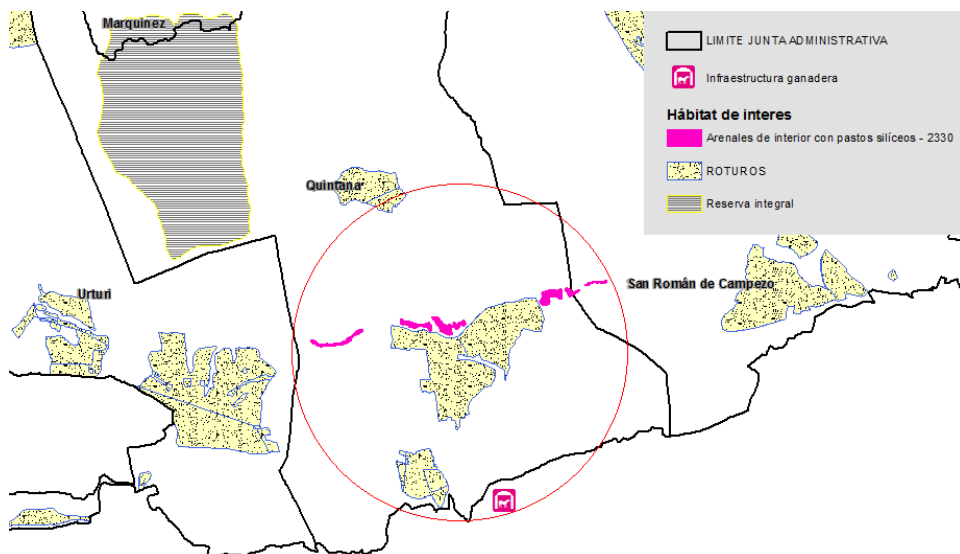 Marquinez
LIMITE JUNTA ADMINISTRATIVA
Infraestructura ganadera
Hábitat de interes
Arenales de interior con pastos silíceos - 2330
ROTUROS
Reserva integral
Quintana
San Román de Campezo
Urturi